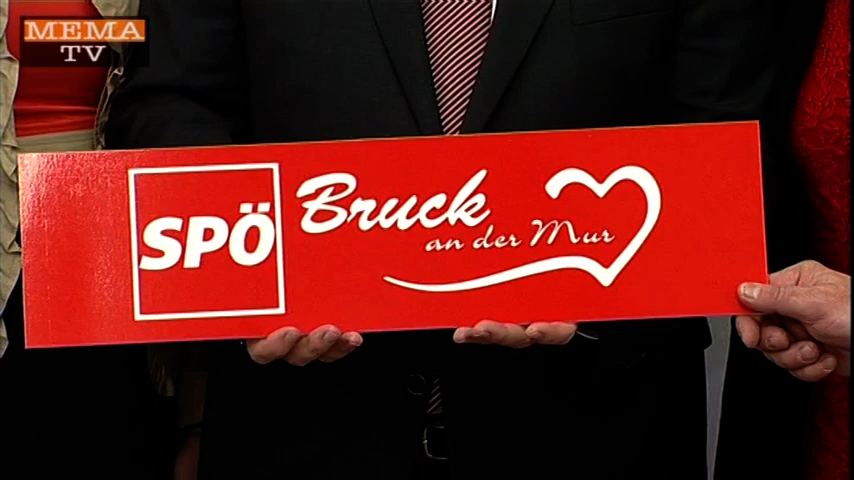 MEMA
TV
SPÖ
Bruck
an der Mur